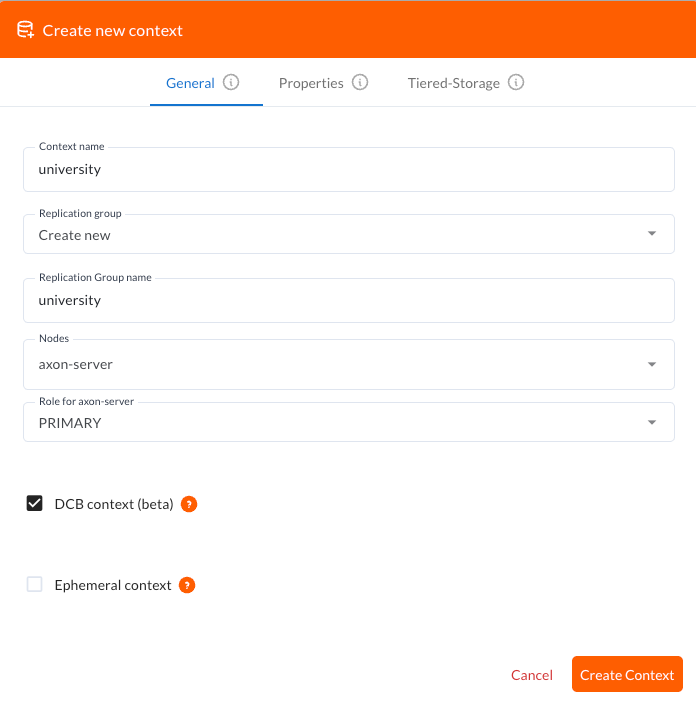 Create new context
General
Properties
Tiered-Storage
Context name
university
Replication group
Create new
Replication Group name
university
Nodes
axon-server
Role for axon-server
PRIMARY
DCB context (beta) ?
Ephemeral context ?
Cancel
Create Context